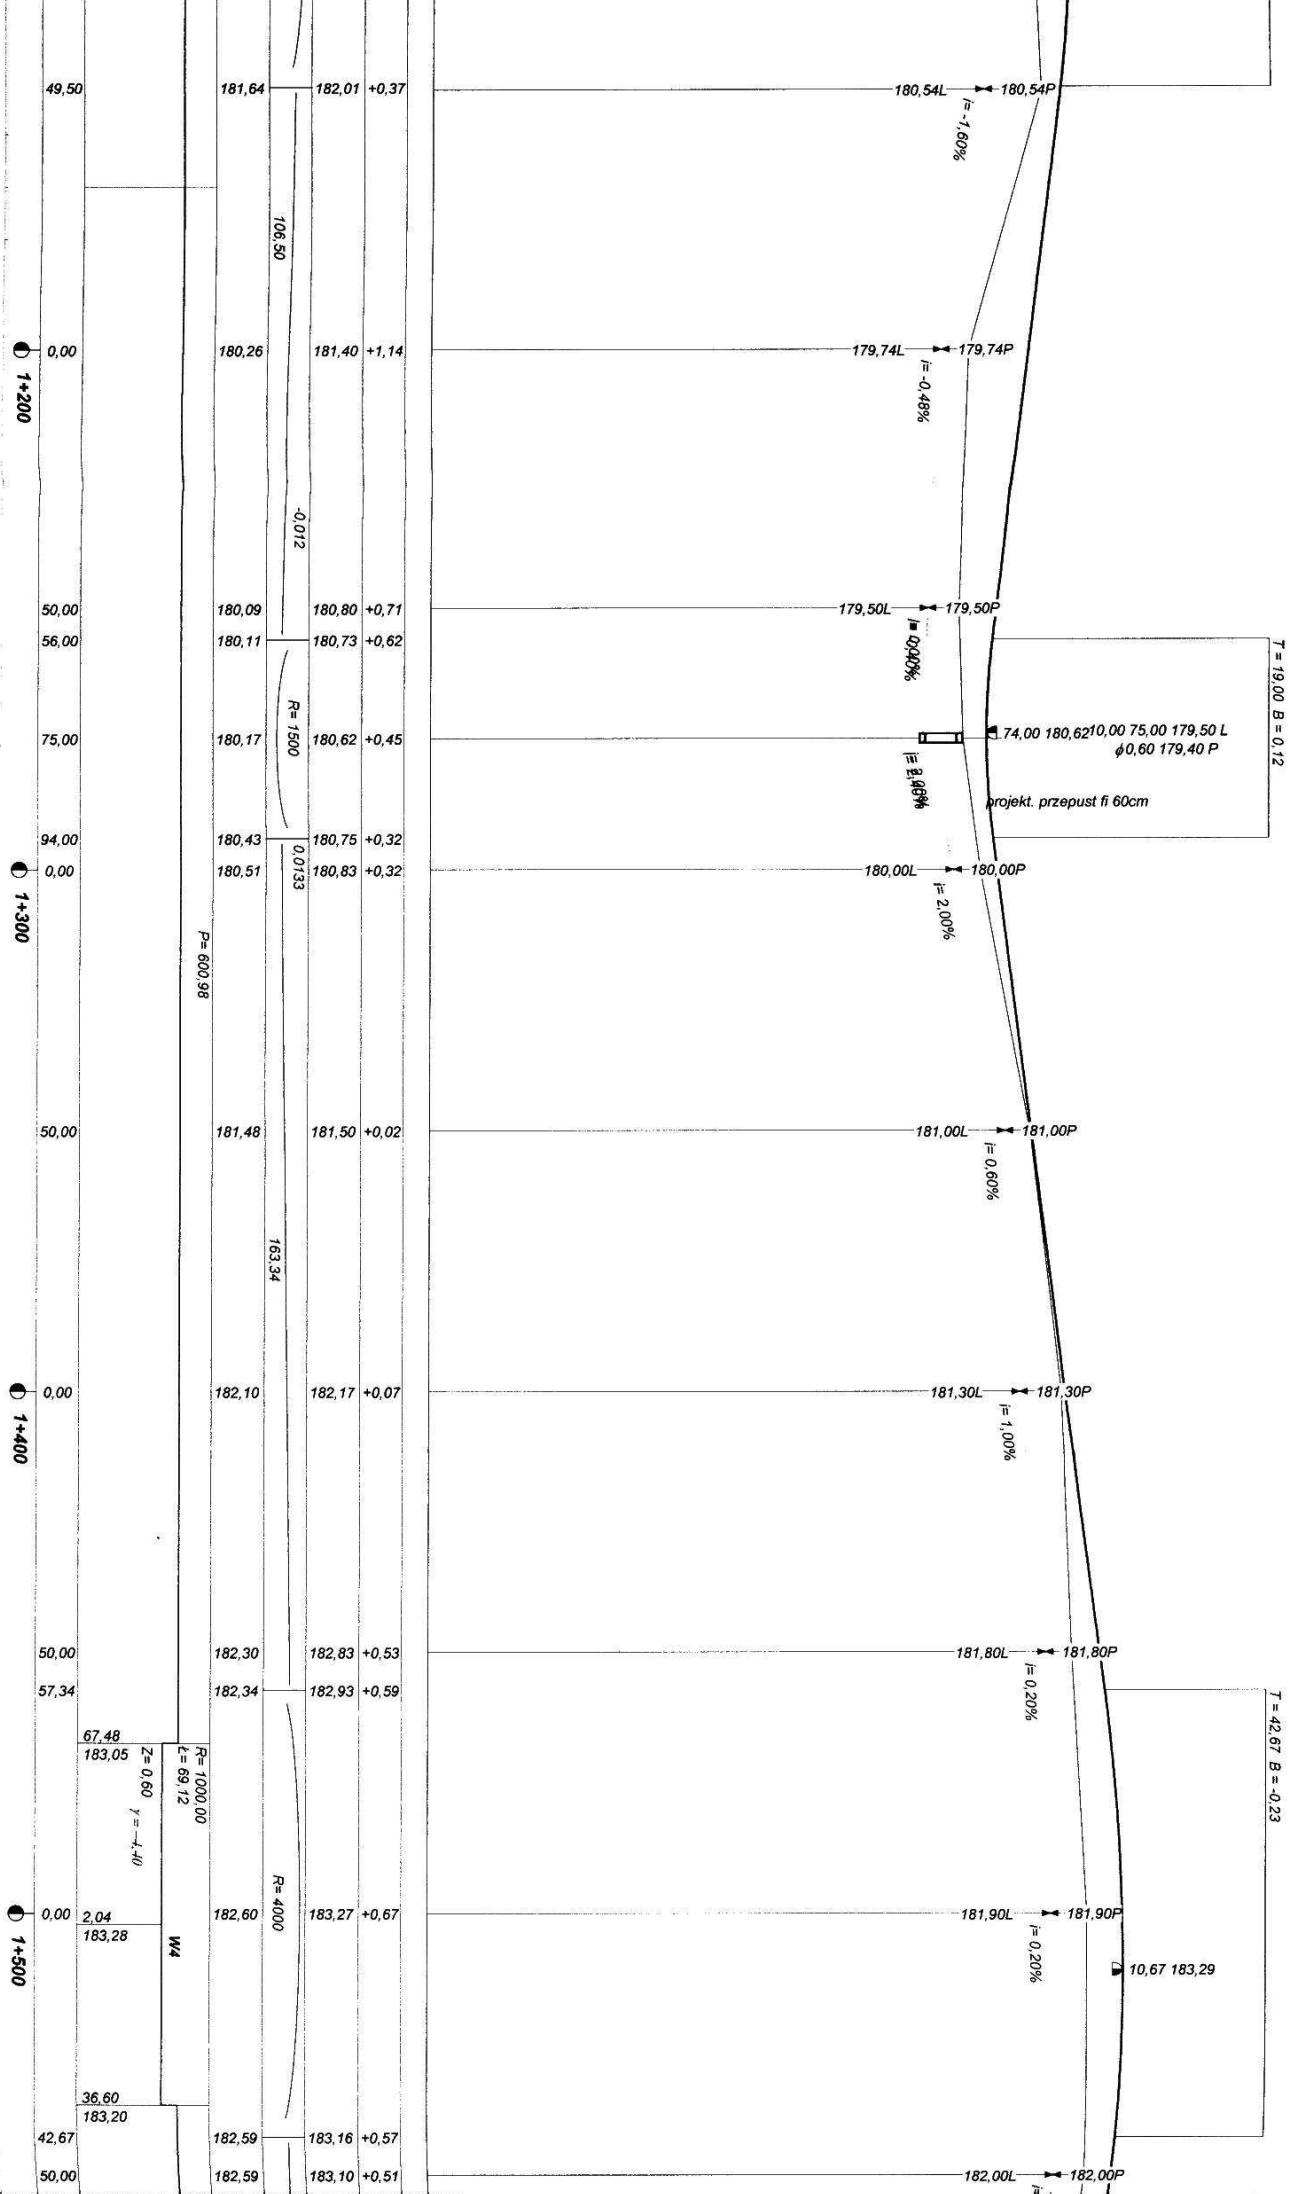 49,50 181,64 182,01 +0,37 180,54L 180,54P
i= -1,60%
106,50
0,00 180,26 181,40 +1,14 179,74L 179,74P
1+200
i= -0,48%
-0,012
50,00 180,09 180,80 +0,71 179,50L 179,50P
56,00 180,11 180,73 +0,62
T = 19,00 B = 0,12
R= 1500
75,00 180,17 180,62 +0,45
74,00 180,62
10,00 75,00 179,50 L
ϕ0,60 179,40 P
projekt. przepust fi 60cm
94,00 180,43 180,75 +0,32
0,0133
0,00 180,51 180,83 +0,32 180,00L 180,00P
1+300
i= 2,00%
P= 600,98
50,00 181,48 181,50 +0,02 181,00L 181,00P
i= 0,60%
163,34
0,00 182,10 182,17 +0,07 181,30L 181,30P
1+400
i= 1,00%
50,00 182,30 182,83 +0,53 181,80L 181,80P
i= 0,20%
57,34 182,34 182,93 +0,59
T = 42,67 B = -0,23
67,48
183,05
R= 1000,00
Ł= 69,12
Z= 0,60
R= 4000
0,00 182,60 183,27 +0,67 181,90L 181,90P
1+500
2,04
183,28
W4
i= 0,20%
10,67 183,29
36,60
183,20
42,67 182,59 183,16 +0,57
50,00 182,59 183,10 +0,51 182,00L 182,00P
i=